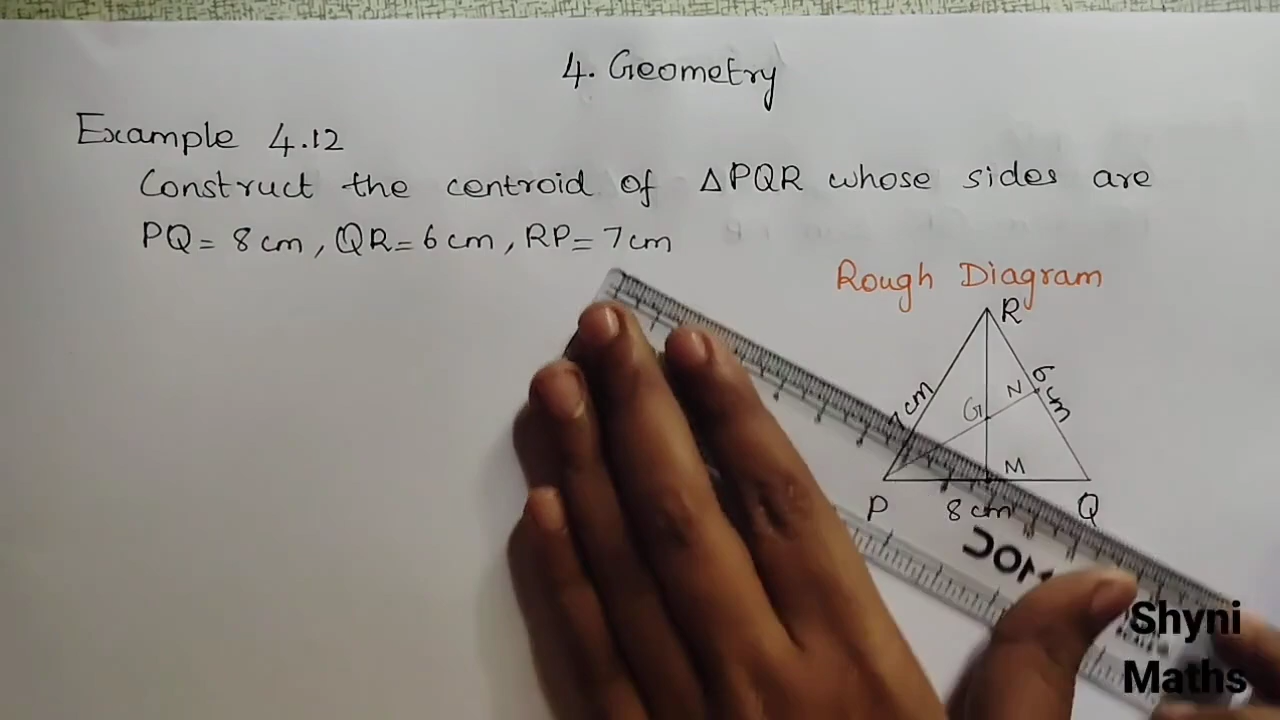 4. Geometry
Example 4.12
Construct the centroid of △PQR whose sides are
PQ = 8 cm, QR = 6 cm, RP = 7 cm
Rough Diagram
R
7 cm
6 cm
N
G
M
P
8 cm
Q
Shyni
Maths